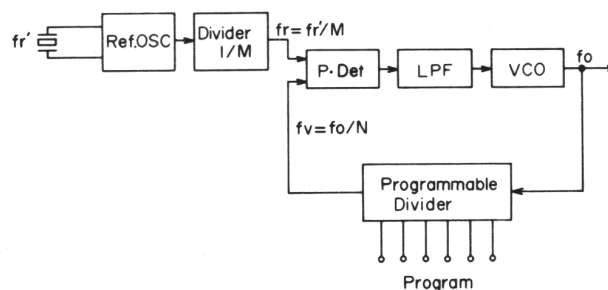 fr'
Ref.OSC
Divider
1/M
fr = fr'/M
P·Det
LPF
VCO
fo
fv=fo/N
Programmable
Divider
Program